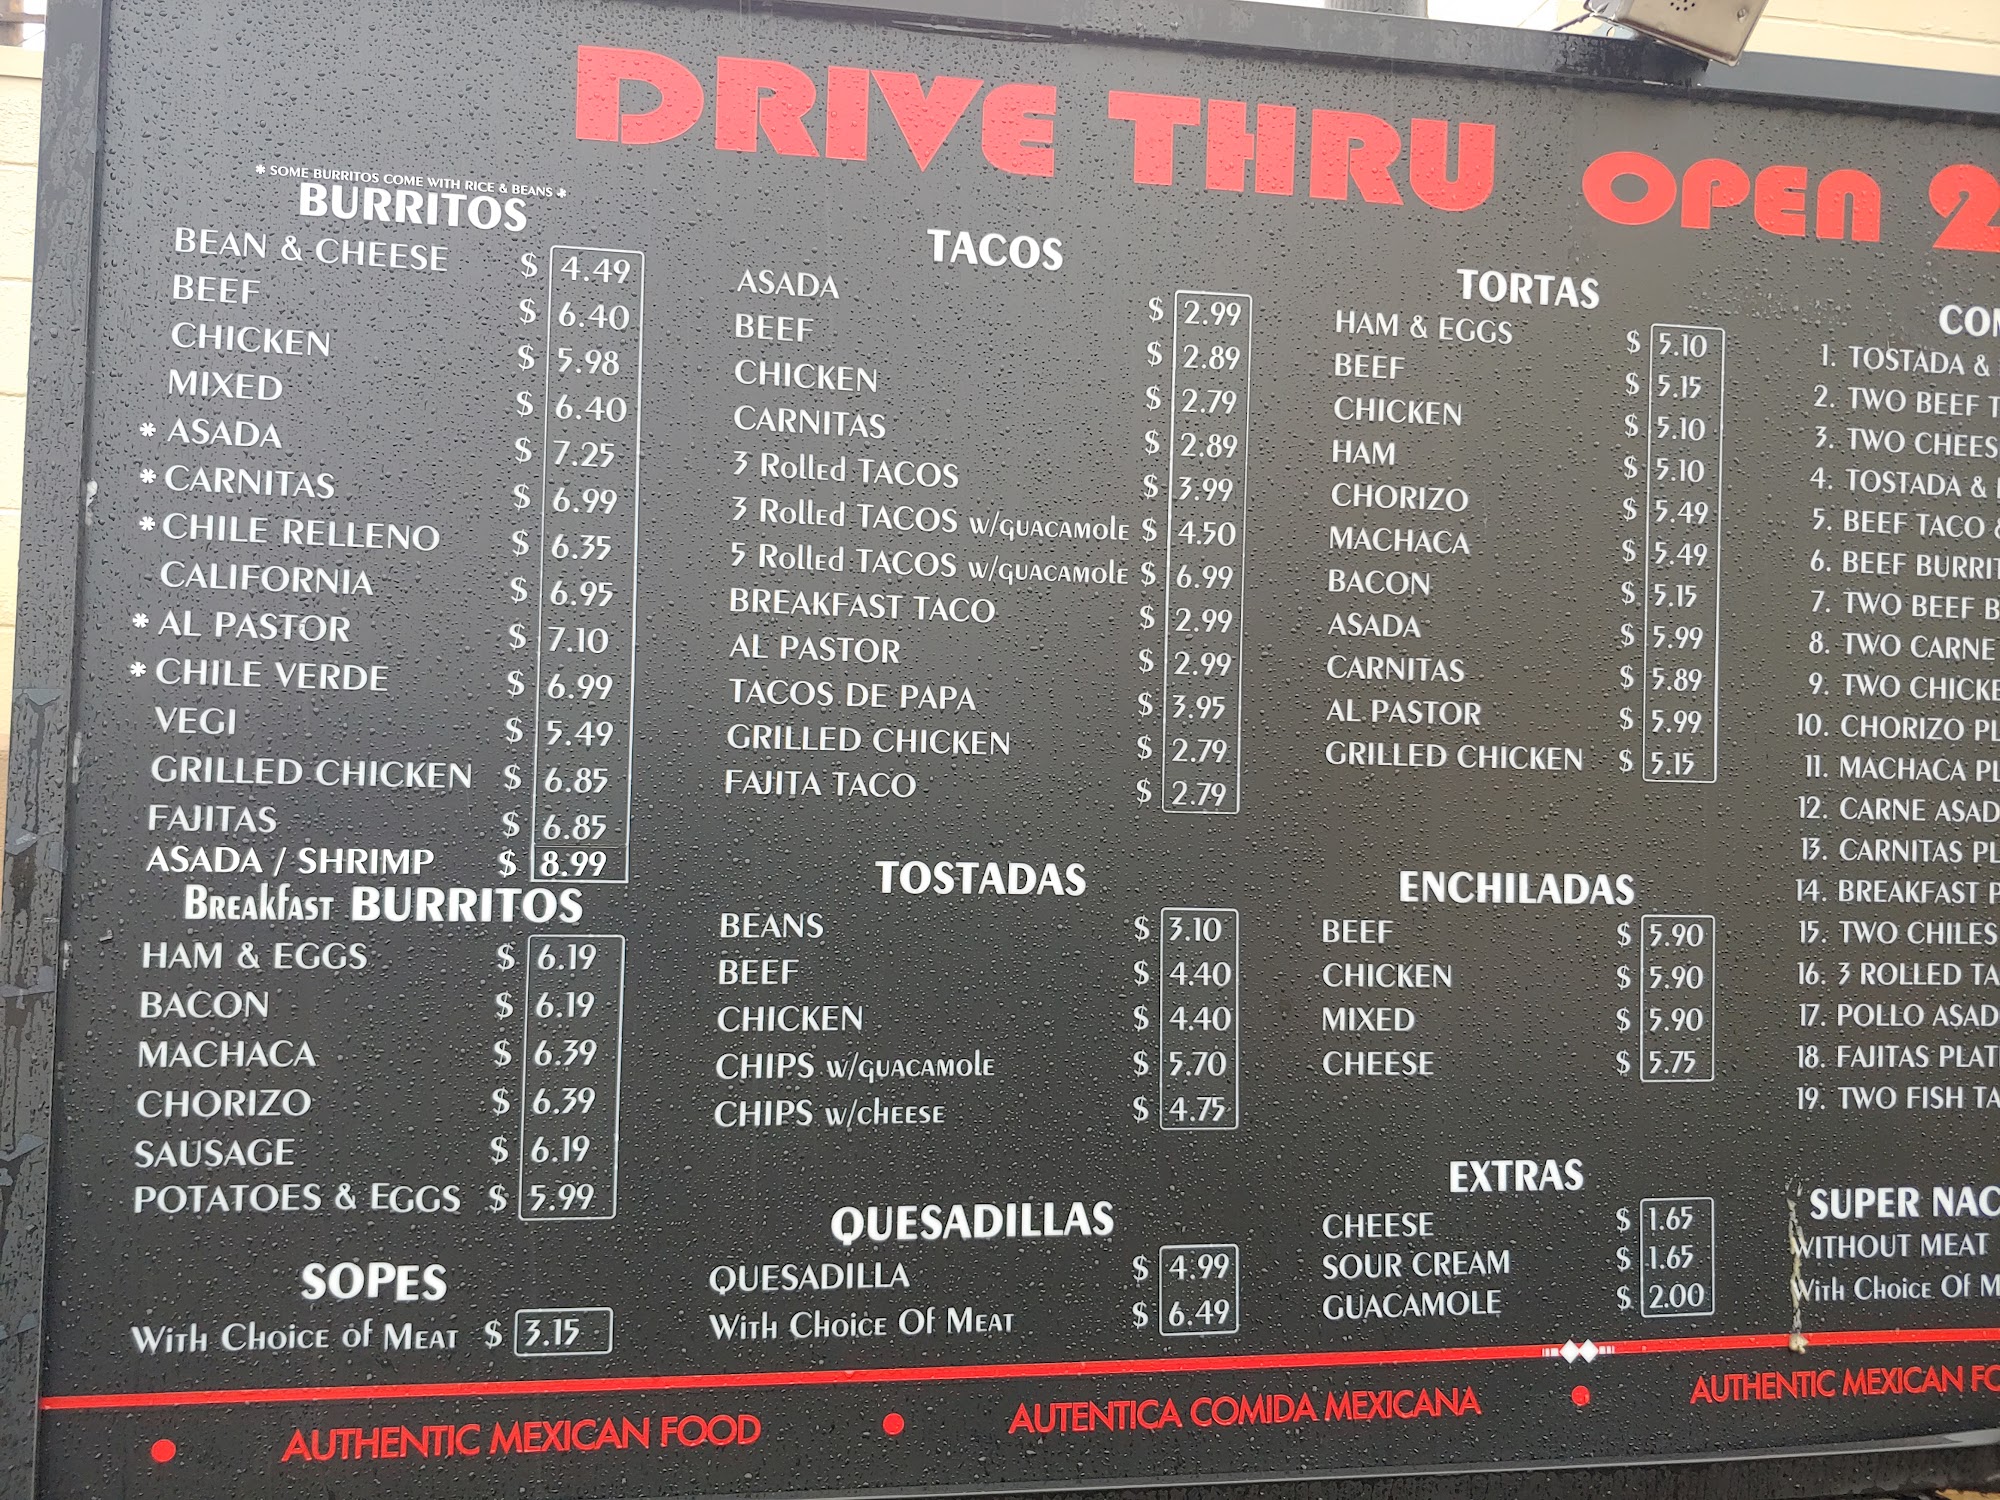 DRIVE THRU OPEN 2
* SOME BURRITOS COME WITH RICE & BEANS *
BURRITOS
BEAN & CHEESE $ 4.49
BEEF $ 6.40
CHICKEN $ 5.98
MIXED $ 6.40
* ASADA $ 7.25
* CARNITAS $ 6.99
* CHILE RELLENO $ 6.35
CALIFORNIA $ 6.95
* AL PASTOR $ 7.10
* CHILE VERDE $ 6.99
VEGI $ 5.49
GRILLED CHICKEN $ 6.85
FAJITAS $ 6.85
ASADA / SHRIMP $ 8.99
Breakfast BURRITOS
HAM & EGGS $ 6.19
BACON $ 6.19
MACHACA $ 6.39
CHORIZO $ 6.39
SAUSAGE $ 6.19
POTATOES & EGGS $ 5.99
SOPES
With Choice of Meat $ 3.15
TACOS
ASADA $ 2.99
BEEF $ 2.89
CHICKEN $ 2.79
CARNITAS $ 2.89
3 Rolled TACOS $ 3.99
3 Rolled TACOS w/guacamole $ 4.50
5 Rolled TACOS w/guacamole $ 6.99
BREAKFAST TACO $ 2.99
AL PASTOR $ 2.99
TACOS DE PAPA $ 3.95
GRILLED CHICKEN $ 2.79
FAJITA TACO $ 2.79
TOSTADAS
BEANS $ 3.10
BEEF $ 4.40
CHICKEN $ 4.40
CHIPS w/guacamole $ 5.70
CHIPS w/cheese $ 4.75
QUESADILLAS
QUESADILLA $ 4.99
With Choice Of Meat $ 6.49
TORTAS
HAM & EGGS $ 5.10
BEEF $ 5.15
CHICKEN $ 5.10
HAM $ 5.10
CHORIZO $ 5.49
MACHACA $ 5.49
BACON $ 5.15
ASADA $ 5.99
CARNITAS $ 5.89
AL PASTOR $ 5.99
GRILLED CHICKEN $ 5.15
ENCHILADAS
BEEF $ 5.90
CHICKEN $ 5.90
MIXED $ 5.90
CHEESE $ 5.75
EXTRAS
CHEESE $ 1.65
SOUR CREAM $ 1.65
GUACAMOLE $ 2.00
COM
1. TOSTADA &
2. TWO BEEF T
3. TWO CHEES
4. TOSTADA &
5. BEEF TACO &
6. BEEF BURRIT
7. TWO BEEF B
8. TWO CARNE
9. TWO CHICKE
10. CHORIZO PL
11. MACHACA PL
12. CARNE ASAD
13. CARNITAS PL
14. BREAKFAST P
15. TWO CHILES
16. 3 ROLLED TA
17. POLLO ASAD
18. FAJITAS PLAT
19. TWO FISH TA
SUPER NAC
WITHOUT MEAT
With Choice Of M
AUTHENTIC MEXICAN FOOD • AUTENTICA COMIDA MEXICANA • AUTHENTIC MEXICAN FO